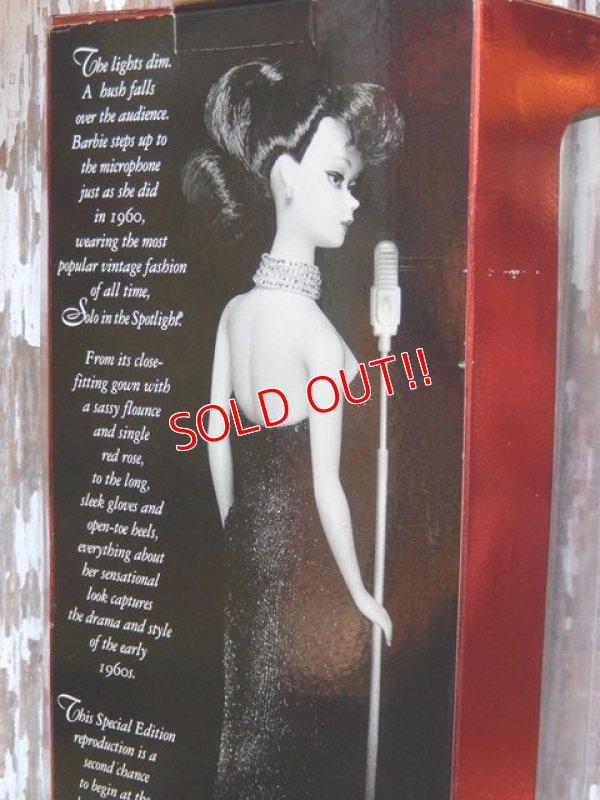 The lights dim.
A hush falls
over the audience.
Barbie steps up to
the microphone
just as she did
in 1960,
wearing the most
popular vintage fashion
of all time,
Solo in the Spotlight.®
From its close-
fitting gown with
a sassy flounce
and single
red rose,
to the long,
sleek gloves and
open-toe heels,
everything about
her sensational
look captures
the drama and style
of the early
1960s.
This Special Edition
reproduction is a
second chance
to begin at the
SOLD OUT!!